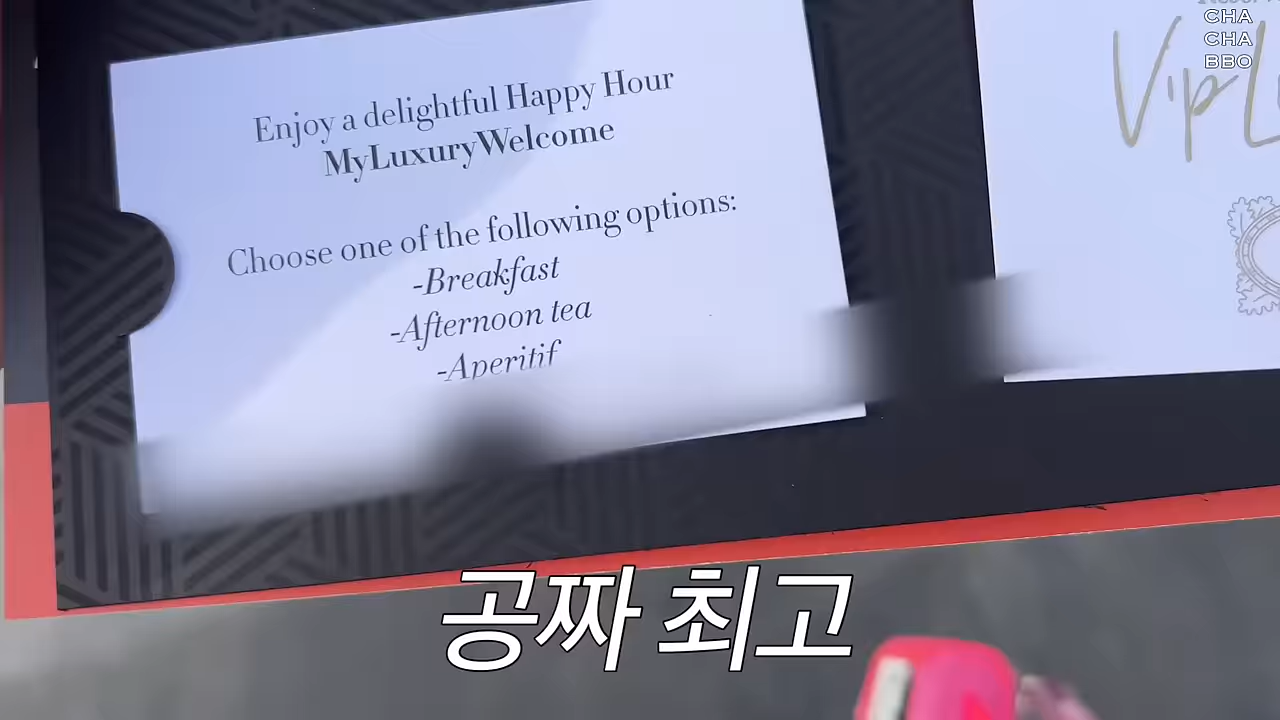 Enjoy a delightful Happy Hour
MyLuxuryWelcome
Choose one of the following options:
-Breakfast
-Afternoon tea
-Aperitif
Vip L
CHA
CHA
BBO
공짜 최고